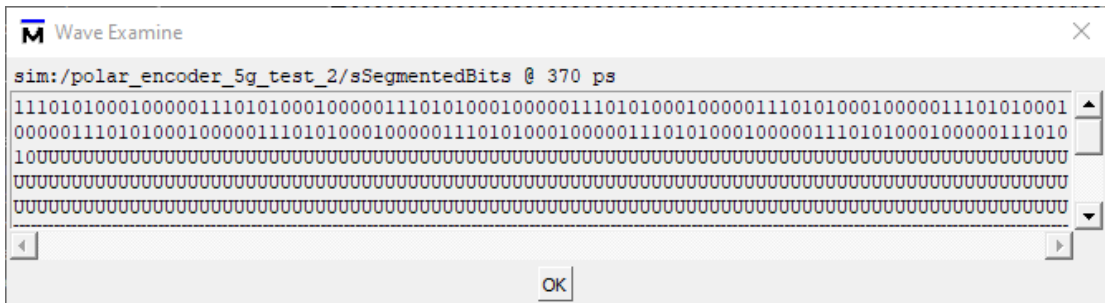 M Wave Examine
sim:/polar_encoder_5g_test_2/sSegmentedBits @ 370 ps
1110101000100000111010100010000011101010001000001110101000100000111010100010000011101010001
0000011101010001000001110101000100000111010100010000011101010001000001110101000100000111010
10UUUUUUUUUUUUUUUUUUUUUUUUUUUUUUUUUUUUUUUUUUUUUUUUUUUUUUUUUUUUUUUUUUUUUUUUUUUUUUUUUUUUUUUUU
UUUUUUUUUUUUUUUUUUUUUUUUUUUUUUUUUUUUUUUUUUUUUUUUUUUUUUUUUUUUUUUUUUUUUUUUUUUUUUUUUUUUUUUUUUU
UUUUUUUUUUUUUUUUUUUUUUUUUUUUUUUUUUUUUUUUUUUUUUUUUUUUUUUUUUUUUUUUUUUUUUUUUUUUUUUUUUUUUUUUUUU
OK